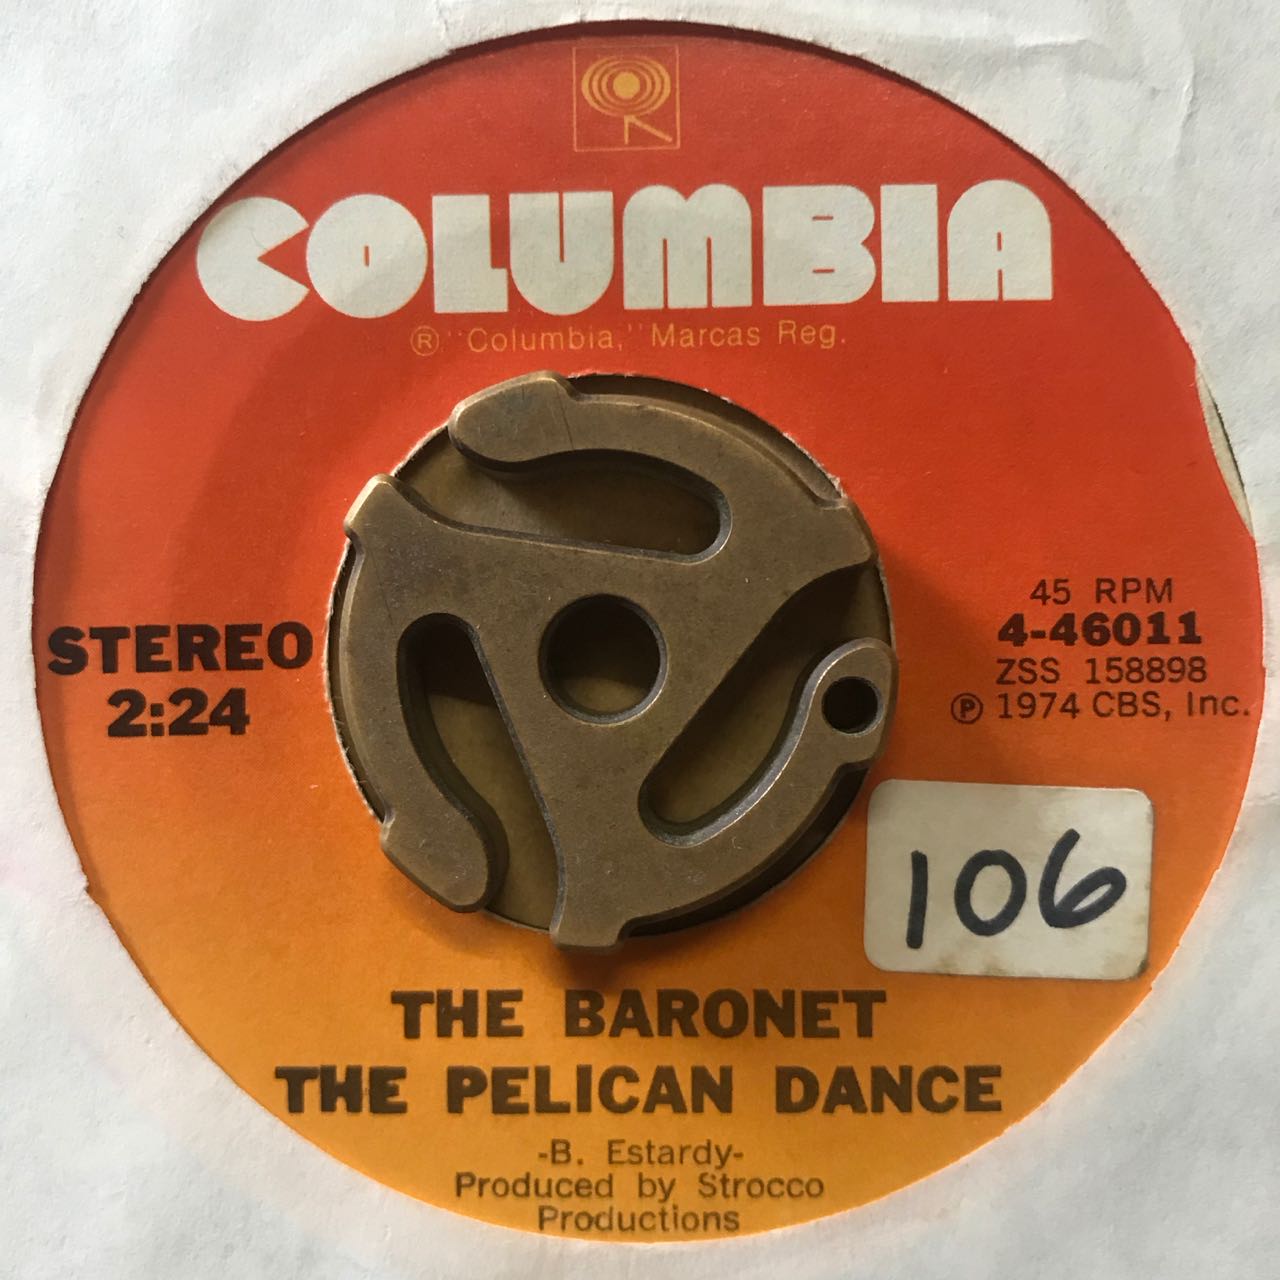 COLUMBIA
® "Columbia," Marcas Reg.
STEREO
2:24
45 RPM
4-46011
ZSS 158898
℗ 1974 CBS, Inc.
106
THE BARONET
THE PELICAN DANCE
-B. Estardy-
Produced by Strocco
Productions